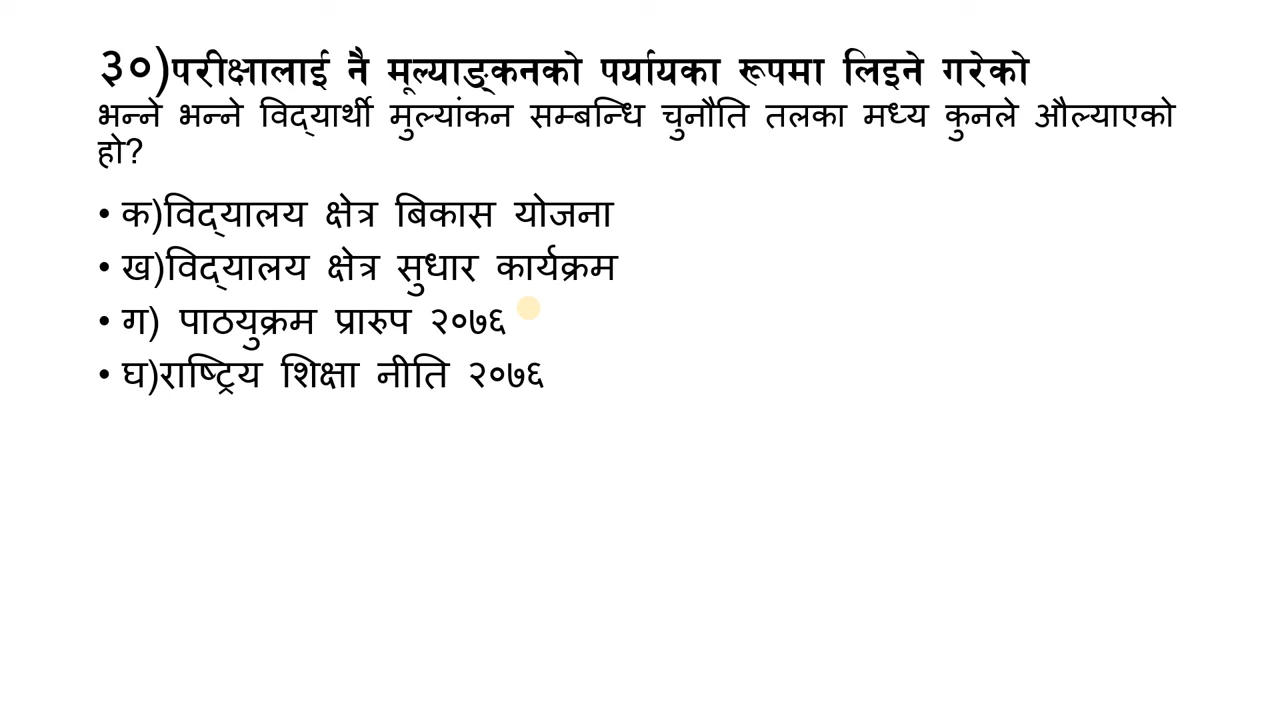 ३०)परीक्षालाई नै मूल्याङ्कनको पर्यायका रूपमा लिइने गरेको
भन्ने भन्ने विद्यार्थी मुल्यांकन सम्बन्धि चुनौति तलका मध्य कुनले औल्याएको
हो?
• क)विद्यालय क्षेत्र बिकास योजना
• ख)विद्यालय क्षेत्र सुधार कार्यक्रम
• ग) पाठयुक्रम प्रारुप २०७६
• घ)राष्ट्रिय शिक्षा नीति २०७६